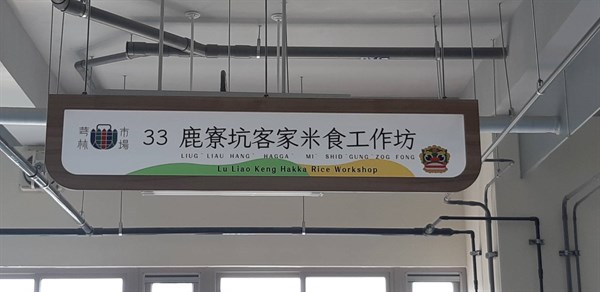 芎林
市場
33 鹿寮坑客家米食工作坊
LIUG LIAU HANG HAGGA MI SHID GUNG ZOG FONG
Lu Liao Keng Hakka Rice Workshop